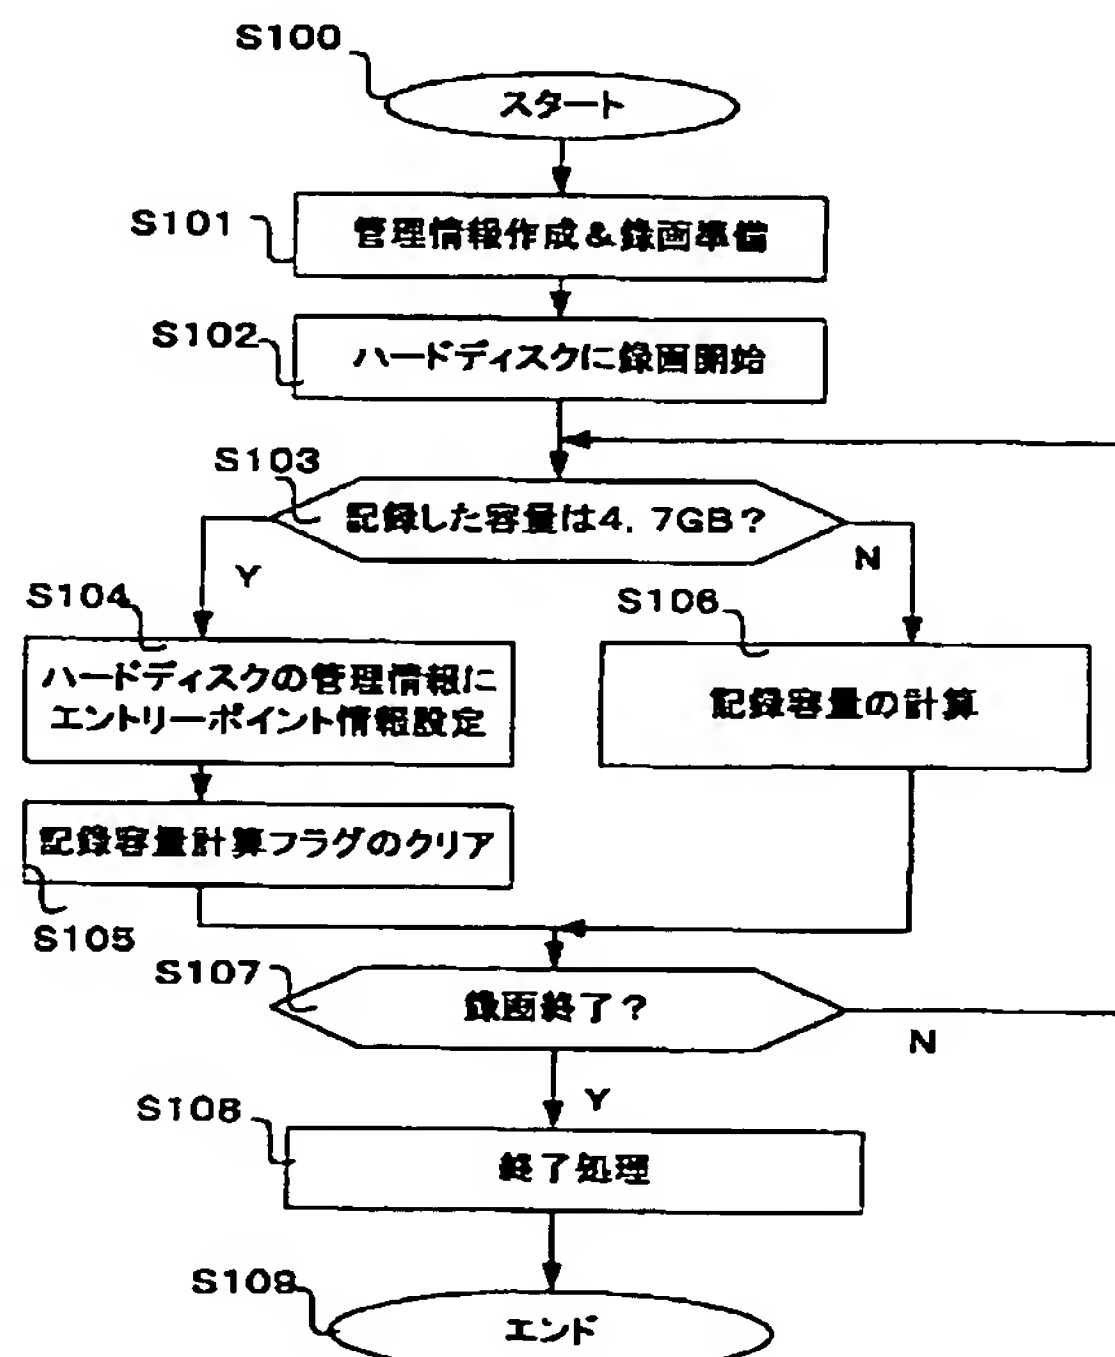 S100
スタート
S101
管理情報作成&録画準備
S102
ハードディスクに録画開始
S103
記録した容量は4.7GB?
Y
N
S104
ハードディスクの管理情報に
エントリーポイント情報設定
S106
記録容量の計算
記録容量計算フラグのクリア
S105
S107
録画終了?
N
Y
S108
終了処理
S109
エンド